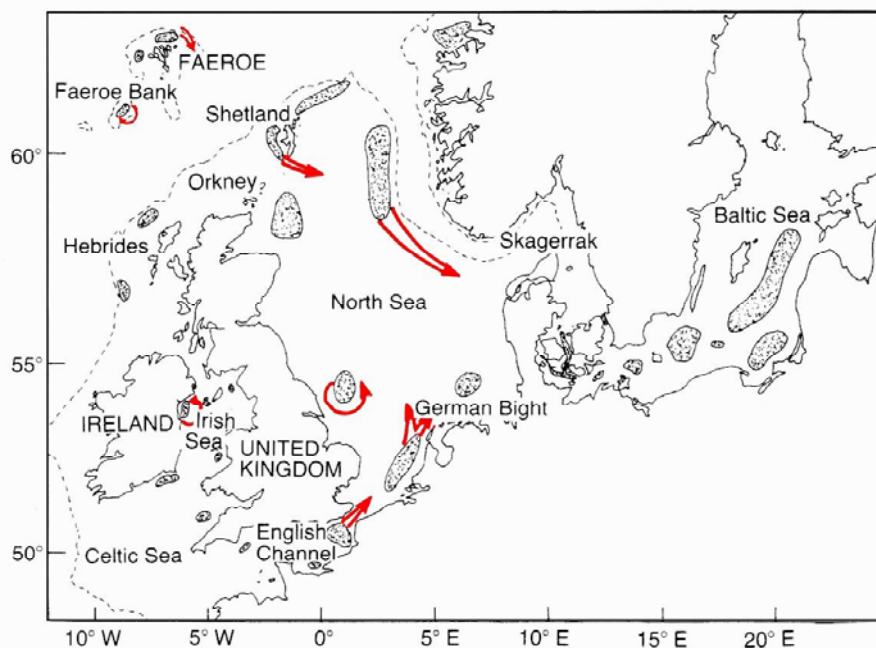 FAEROE
Faeroe Bank
Shetland
60°
Orkney
Baltic Sea
Hebrides
Skagerrak
North Sea
55°
German Bight
IRELAND
Irish
Sea
UNITED
KINGDOM
50°
English
Channel
Celtic Sea
10° W
5° W
0°
5° E
10° E
15° E
20° E